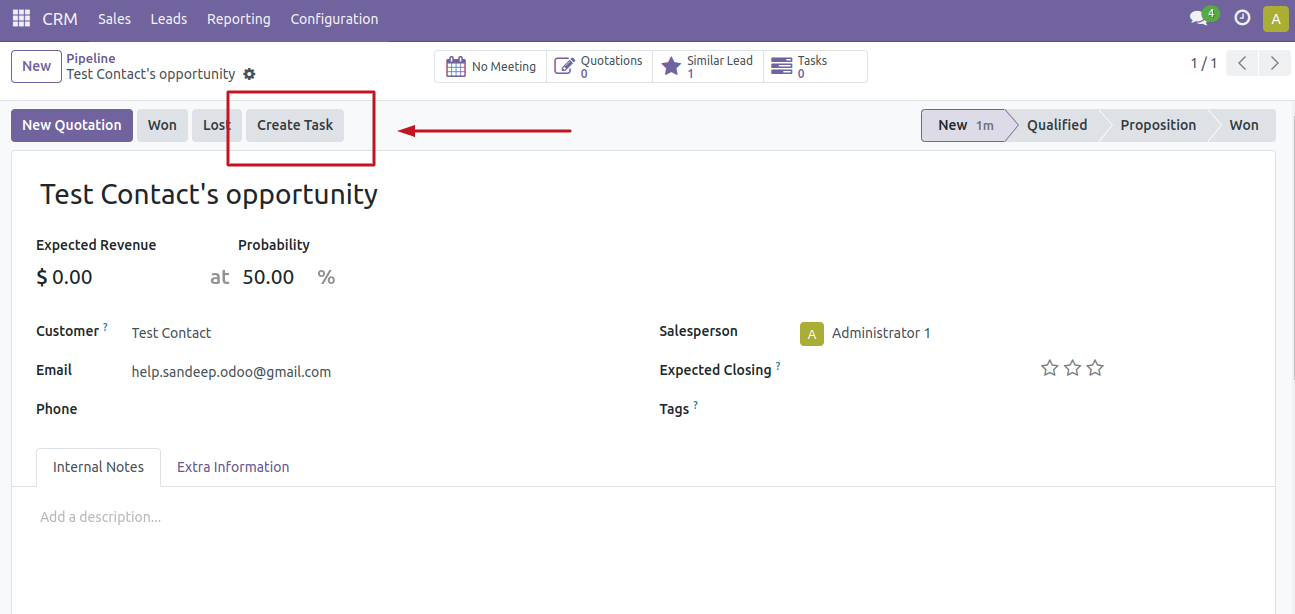 CRM Sales Leads Reporting Configuration 4 A
New Pipeline
Test Contact's opportunity
No Meeting
Quotations
0
Similar Lead
1
Tasks
0
1 / 1
New Quotation Won Lost Create Task
New 1m Qualified Proposition Won
Test Contact's opportunity
Expected Revenue Probability
$ 0.00 at 50.00 %
Customer ? Test Contact Salesperson A Administrator 1
Email help.sandeep.odoo@gmail.com Expected Closing ?
Phone Tags ?
Internal Notes Extra Information
Add a description...